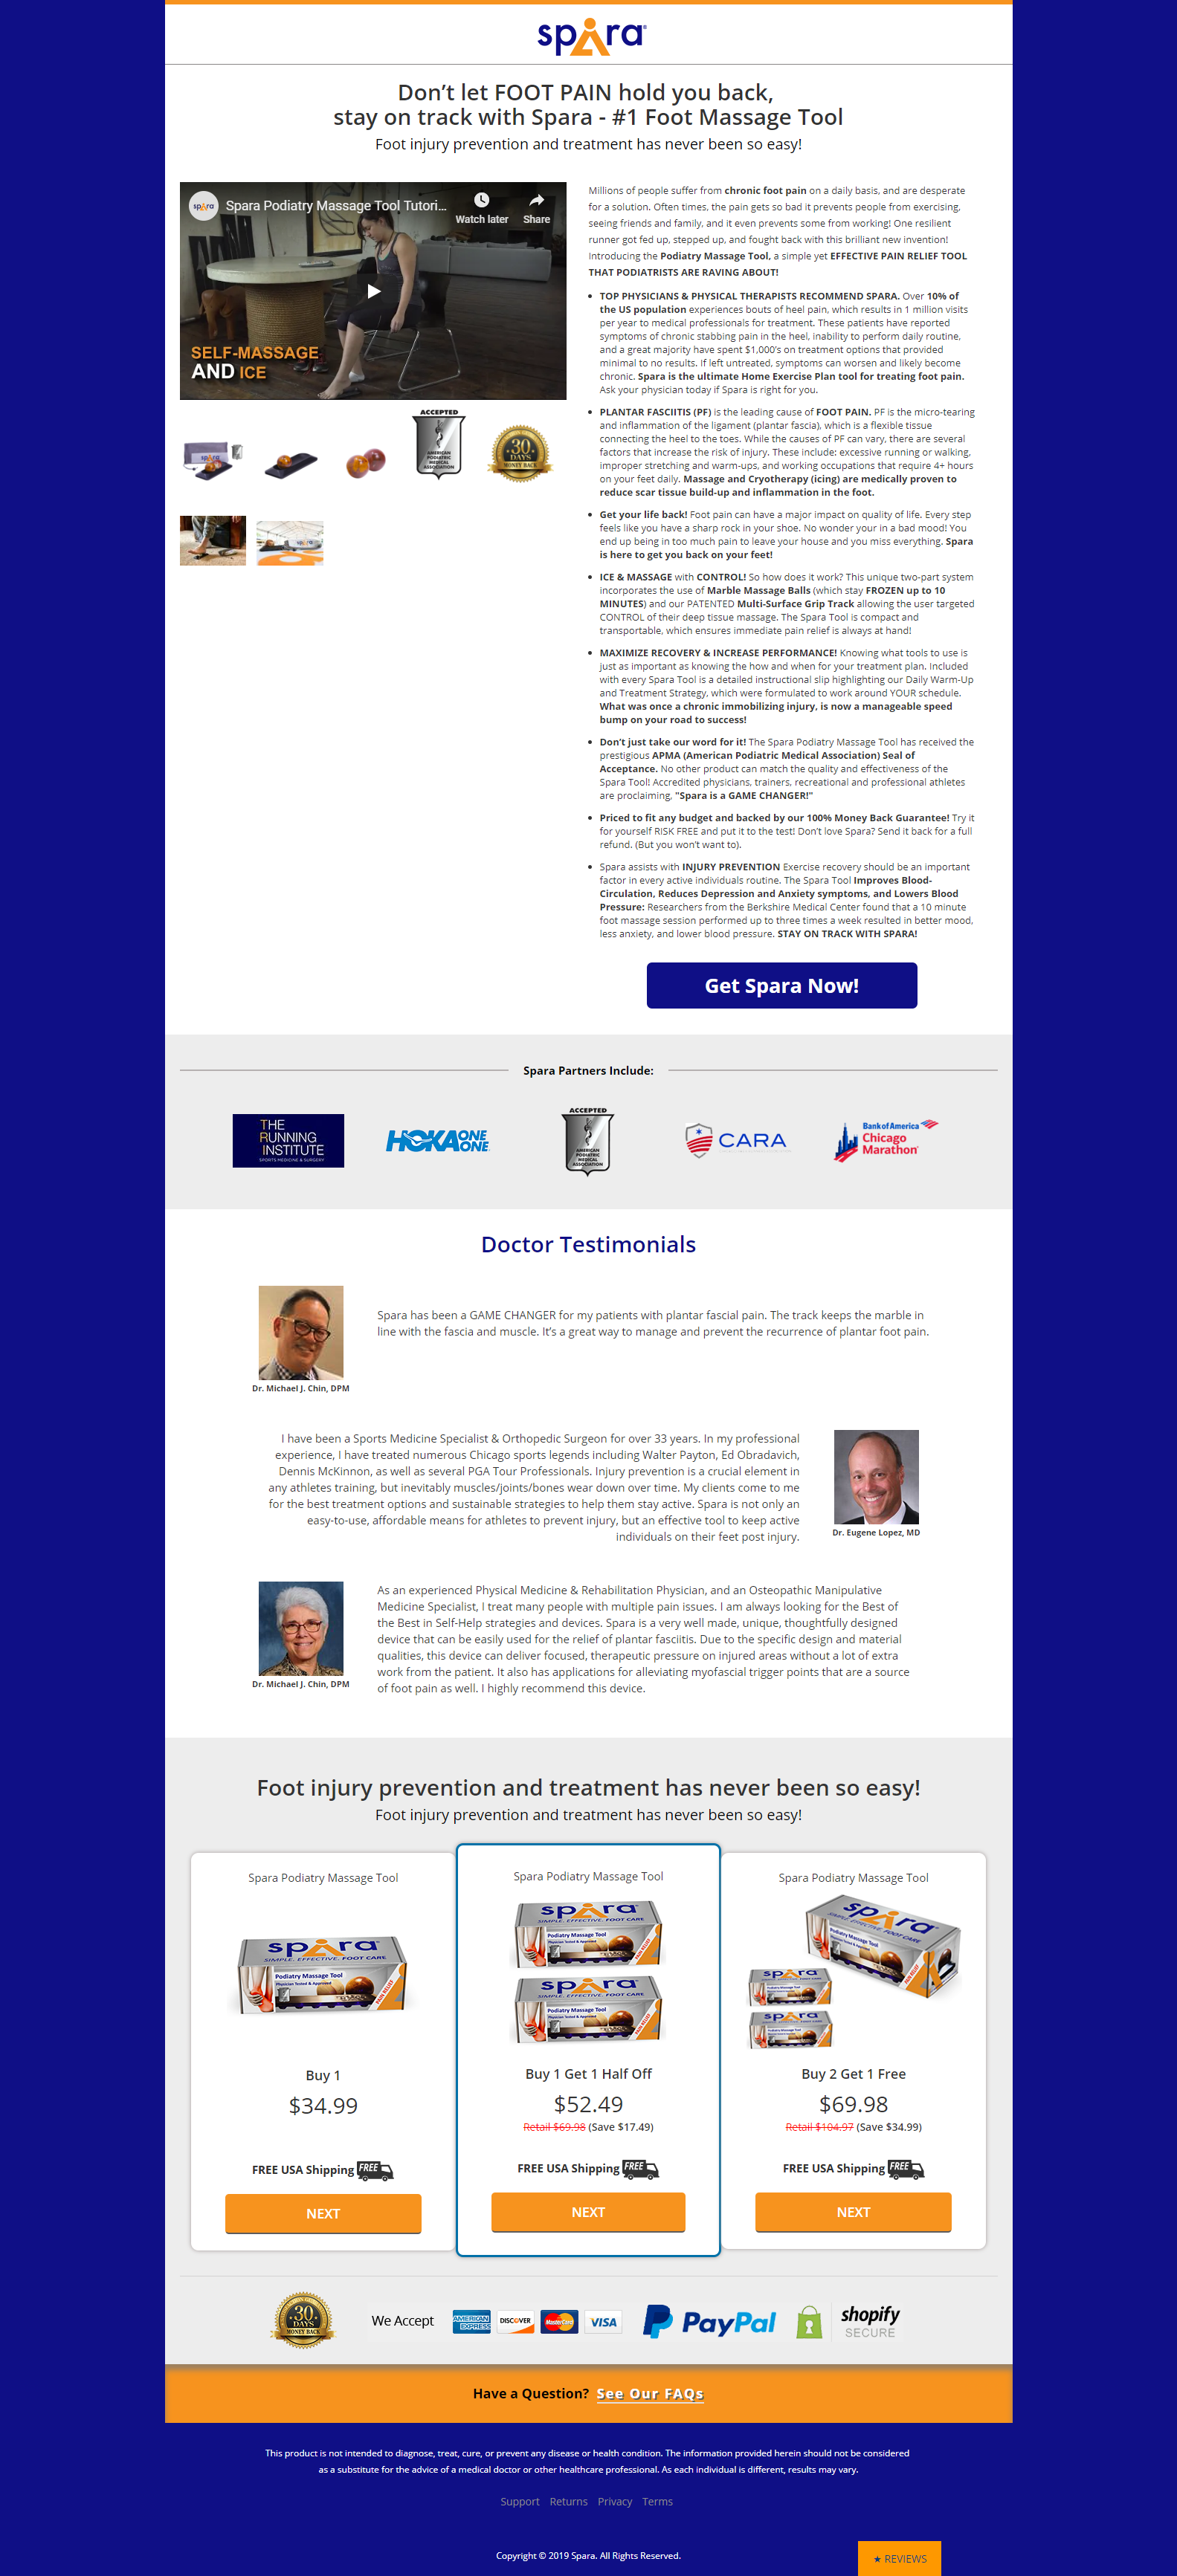 spara
Don't let FOOT PAIN hold you back,
stay on track with Spara - #1 Foot Massage Tool
Foot injury prevention and treatment has never been so easy!
spara
Spara Podiatry Massage Tool Tutori...
Watch later
Share
SELF-MASSAGE
AND ICE
ACCEPTED
AMERICAN
PODIATRIC
MEDICAL
ASSOCIATION
30
DAYS
MONEY BACK
Millions of people suffer from chronic foot pain on a daily basis, and are desperate
for a solution. Often times, the pain gets so bad it prevents people from exercising,
seeing friends and family, and it even prevents some from working! One resilient
runner got fed up, stepped up, and fought back with this brilliant new invention!
Introducing the Podiatry Massage Tool, a simple yet EFFECTIVE PAIN RELIEF TOOL
THAT PODIATRISTS ARE RAVING ABOUT!
• TOP PHYSICIANS & PHYSICAL THERAPISTS RECOMMEND SPARA. Over 10% of
the US population experiences bouts of heel pain, which results in 1 million visits
per year to medical professionals for treatment. These patients have reported
symptoms of chronic stabbing pain in the heel, inability to perform daily routine,
and a great majority have spent $1,000's on treatment options that provided
minimal to no results. If left untreated, symptoms can worsen and likely become
chronic. Spara is the ultimate Home Exercise Plan tool for treating foot pain.
Ask your physician today if Spara is right for you.
• PLANTAR FASCIITIS (PF) is the leading cause of FOOT PAIN. PF is the micro-tearing
and inflammation of the ligament (plantar fascia), which is a flexible tissue
connecting the heel to the toes. While the causes of PF can vary, there are several
factors that increase the risk of injury. These include: excessive running or walking,
improper stretching and warm-ups, and working occupations that require 4+ hours
on your feet daily. Massage and Cryotherapy (icing) are medically proven to
reduce scar tissue build-up and inflammation in the foot.
• Get your life back! Foot pain can have a major impact on quality of life. Every step
feels like you have a sharp rock in your shoe. No wonder your in a bad mood! You
end up being in too much pain to leave your house and you miss everything. Spara
is here to get you back on your feet!
• ICE & MASSAGE with CONTROL! So how does it work? This unique two-part system
incorporates the use of Marble Massage Balls (which stay FROZEN up to 10
MINUTES) and our PATENTED Multi-Surface Grip Track allowing the user targeted
CONTROL of their deep tissue massage. The Spara Tool is compact and
transportable, which ensures immediate pain relief is always at hand!
• MAXIMIZE RECOVERY & INCREASE PERFORMANCE! Knowing what tools to use is
just as important as knowing the how and when for your treatment plan. Included
with every Spara Tool is a detailed instructional slip highlighting our Daily Warm-Up
and Treatment Strategy, which were formulated to work around YOUR schedule.
What was once a chronic immobilizing injury, is now a manageable speed
bump on your road to success!
• Don't just take our word for it! The Spara Podiatry Massage Tool has received the
prestigious APMA (American Podiatric Medical Association) Seal of
Acceptance. No other product can match the quality and effectiveness of the
Spara Tool! Accredited physicians, trainers, recreational and professional athletes
are proclaiming, "Spara is a GAME CHANGER!"
• Priced to fit any budget and backed by our 100% Money Back Guarantee! Try it
for yourself RISK FREE and put it to the test! Don't love Spara? Send it back for a full
refund. (But you won't want to).
• Spara assists with INJURY PREVENTION Exercise recovery should be an important
factor in every active individuals routine. The Spara Tool Improves Blood-
Circulation, Reduces Depression and Anxiety symptoms, and Lowers Blood
Pressure: Researchers from the Berkshire Medical Center found that a 10 minute
foot massage session performed up to three times a week resulted in better mood,
less anxiety, and lower blood pressure. STAY ON TRACK WITH SPARA!
Get Spara Now!
Spara Partners Include:
THE
RUNNING
INSTITUTE
SPORTS MEDICINE & SURGERY
HOKA ONE ONE
ACCEPTED
AMERICAN
PODIATRIC
MEDICAL
ASSOCIATION
CARA
Bank of America
Chicago
Marathon
Doctor Testimonials
Spara has been a GAME CHANGER for my patients with plantar fascial pain. The track keeps the marble in
line with the fascia and muscle. It's a great way to manage and prevent the recurrence of plantar foot pain.
Dr. Michael J. Chin, DPM
I have been a Sports Medicine Specialist & Orthopedic Surgeon for over 33 years. In my professional
experience, I have treated numerous Chicago sports legends including Walter Payton, Ed Obradavich,
Dennis McKinnon, as well as several PGA Tour Professionals. Injury prevention is a crucial element in
any athletes training, but inevitably muscles/joints/bones wear down over time. My clients come to me
for the best treatment options and sustainable strategies to help them stay active. Spara is not only an
easy-to-use, affordable means for athletes to prevent injury, but an effective tool to keep active
individuals on their feet post injury.
Dr. Eugene Lopez, MD
As an experienced Physical Medicine & Rehabilitation Physician, and an Osteopathic Manipulative
Medicine Specialist, I treat many people with multiple pain issues. I am always looking for the Best of
the Best in Self-Help strategies and devices. Spara is a very well made, unique, thoughtfully designed
device that can be easily used for the relief of plantar fasciitis. Due to the specific design and material
qualities, this device can deliver focused, therapeutic pressure on injured areas without a lot of extra
work from the patient. It also has applications for alleviating myofascial trigger points that are a source
of foot pain as well. I highly recommend this device.
Dr. Michael J. Chin, DPM
Foot injury prevention and treatment has never been so easy!
Foot injury prevention and treatment has never been so easy!
Spara Podiatry Massage Tool
spara
SIMPLE. EFFECTIVE. FOOT CARE
Podiatry Massage Tool
Physician Tested & Approved
PAIN RELIEF
Buy 1
$34.99
FREE USA Shipping FREE
NEXT
Spara Podiatry Massage Tool
spara
SIMPLE. EFFECTIVE. FOOT CARE
Podiatry Massage Tool
spara
SIMPLE. EFFECTIVE. FOOT CARE
Podiatry Massage Tool
Buy 1 Get 1 Half Off
$52.49
Retail $69.98 (Save $17.49)
FREE USA Shipping FREE
NEXT
Spara Podiatry Massage Tool
spara
SIMPLE. EFFECTIVE. FOOT CARE
Podiatry Massage Tool
spara
spara
Buy 2 Get 1 Free
$69.98
Retail $104.97 (Save $34.99)
FREE USA Shipping FREE
NEXT
30
DAYS
MONEY BACK
We Accept
AMERICAN EXPRESS
DISCOVER
MasterCard
VISA
PayPal
shopify
SECURE
Have a Question? See Our FAQs
This product is not intended to diagnose, treat, cure, or prevent any disease or health condition. The information provided herein should not be considered
as a substitute for the advice of a medical doctor or other healthcare professional. As each individual is different, results may vary.
Support Returns Privacy Terms
Copyright © 2019 Spara. All Rights Reserved.
★ REVIEWS